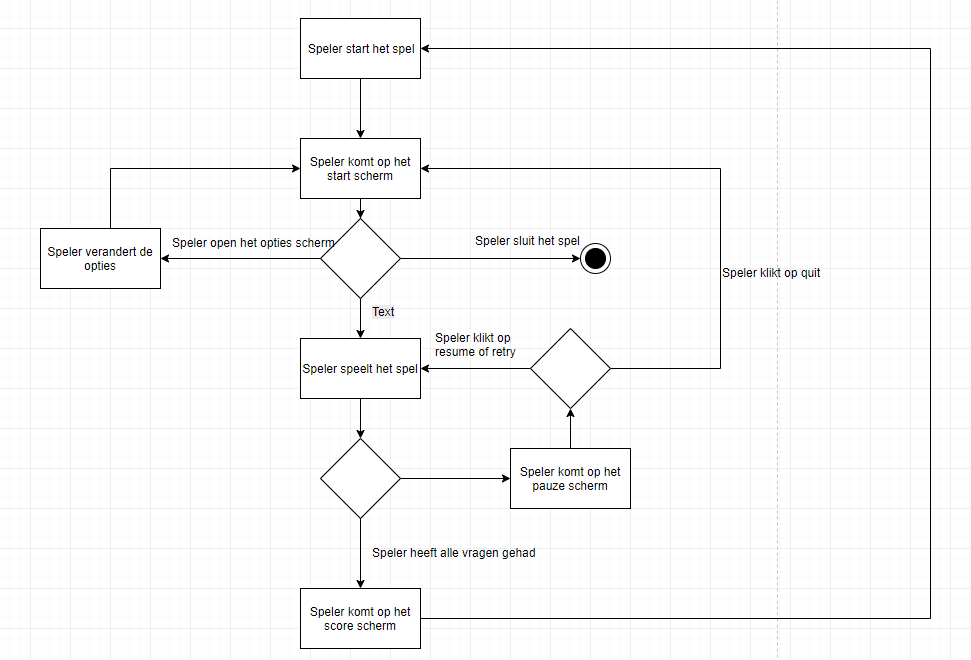 Speler start het spel
Speler komt op het
start scherm
Speler open het opties scherm
Speler sluit het spel
Speler verandert de
opties
Speler klikt op quit
Text
Speler klikt op
resume of retry
Speler speelt het spel
Speler komt op het
pauze scherm
Speler heeft alle vragen gehad
Speler komt op het
score scherm